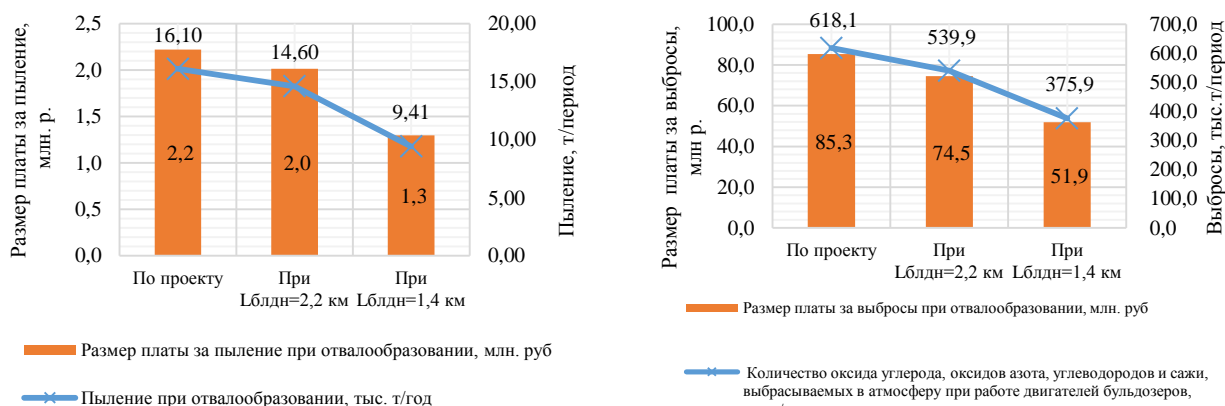 Размер платы за пыление,
млн. р.
2,5
2,0
1,5
1,0
0,5
0,0
16,10
14,60
9,41
2,2
2,0
1,3
20,00
15,00
10,00
5,00
0,00
Пыление, т/период
По проекту
При
Lблдн=2,2 км
При
Lблдн=1,4 км
Размер платы за пыление при отвалообразовании, млн. руб
Пыление при отвалообразовании, тыс. т/год
Размер платы за выбросы,
млн р.
100,0
80,0
60,0
40,0
20,0
0,0
618,1
539,9
375,9
85,3
74,5
51,9
700,0
600,0
500,0
400,0
300,0
200,0
100,0
0,0
Выбросы, тыс.т/период
По проекту
При
Lблдн=2,2 км
При
Lблдн=1,4 км
Размер платы за выбросы при отвалообразовании, млн. руб
Количество оксида углерода, оксидов азота, углеводородов и сажи,
выбрасываемых в атмосферу при работе двигателей бульдозеров,